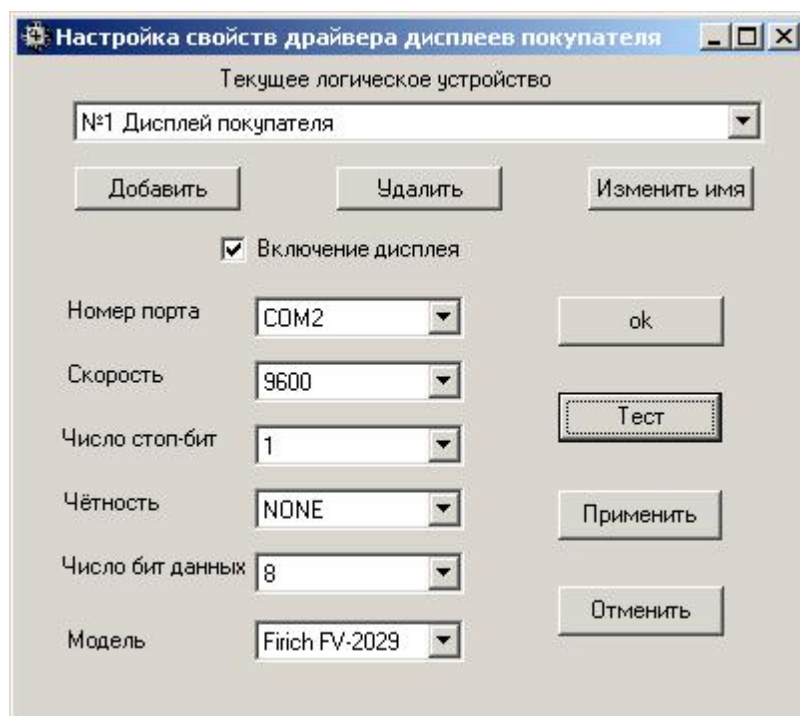 Настройка свойств драйвера дисплеев покупателя
Текущее логическое устройство
№1 Дисплей покупателя
Добавить Удалить Изменить имя
Включение дисплея
Номер порта COM2 ok
Скорость 9600
Тест
Число стоп-бит 1
Чётность NONE Применить
Число бит данных 8
Отменить
Модель Firich FV-2029